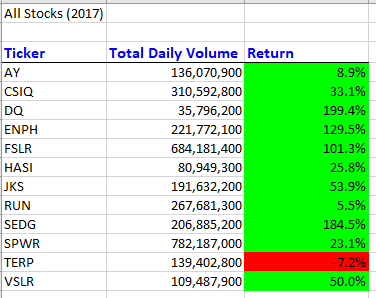 All Stocks (2017)
Ticker Total Daily Volume Return
AY 136,070,900 8.9%
CSIQ 310,592,800 33.1%
DQ 35,796,200 199.4%
ENPH 221,772,100 129.5%
FSLR 684,181,400 101.3%
HASI 80,949,300 25.8%
JKS 191,632,200 53.9%
RUN 267,681,300 5.5%
SEDG 206,885,200 184.5%
SPWR 782,187,000 23.1%
TERP 139,402,800 -7.2%
VSLR 109,487,900 50.0%